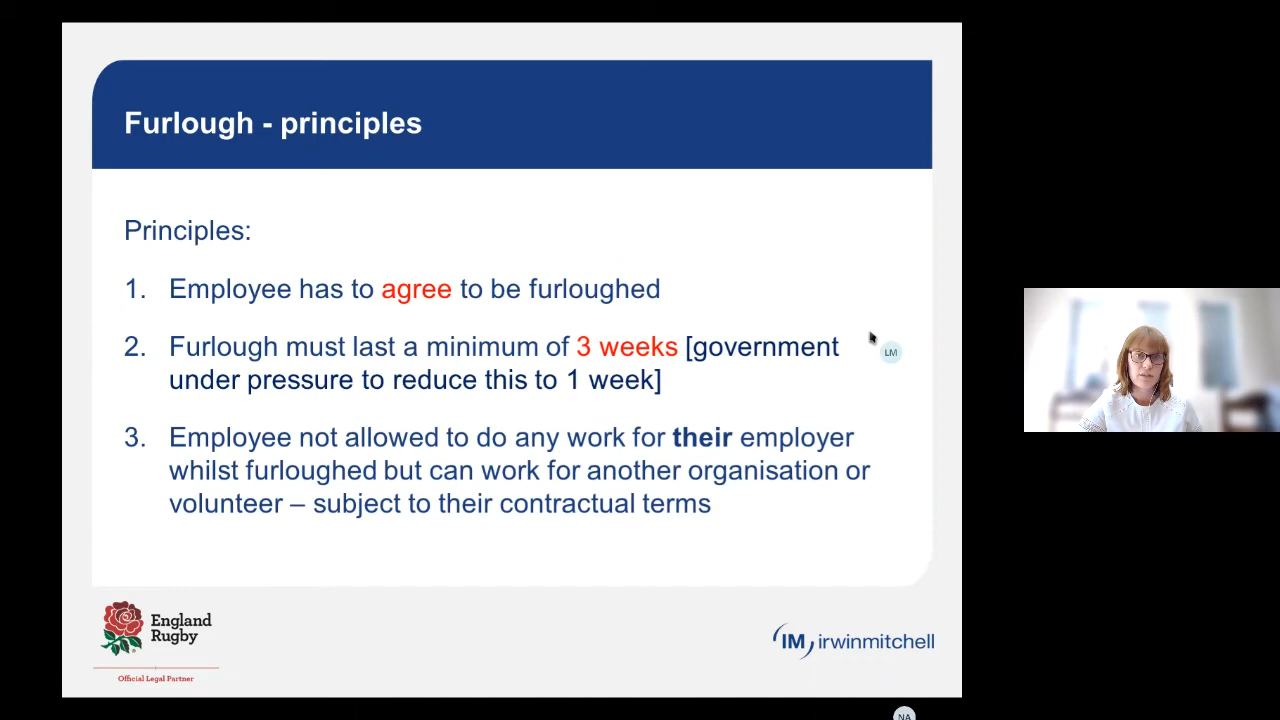 Furlough - principles
Principles:
1. Employee has to agree to be furloughed
2. Furlough must last a minimum of 3 weeks [government
under pressure to reduce this to 1 week]
3. Employee not allowed to do any work for their employer
whilst furloughed but can work for another organisation or
volunteer – subject to their contractual terms
LM
England
Rugby
Official Legal Partner
IM irwinmitchell
NA